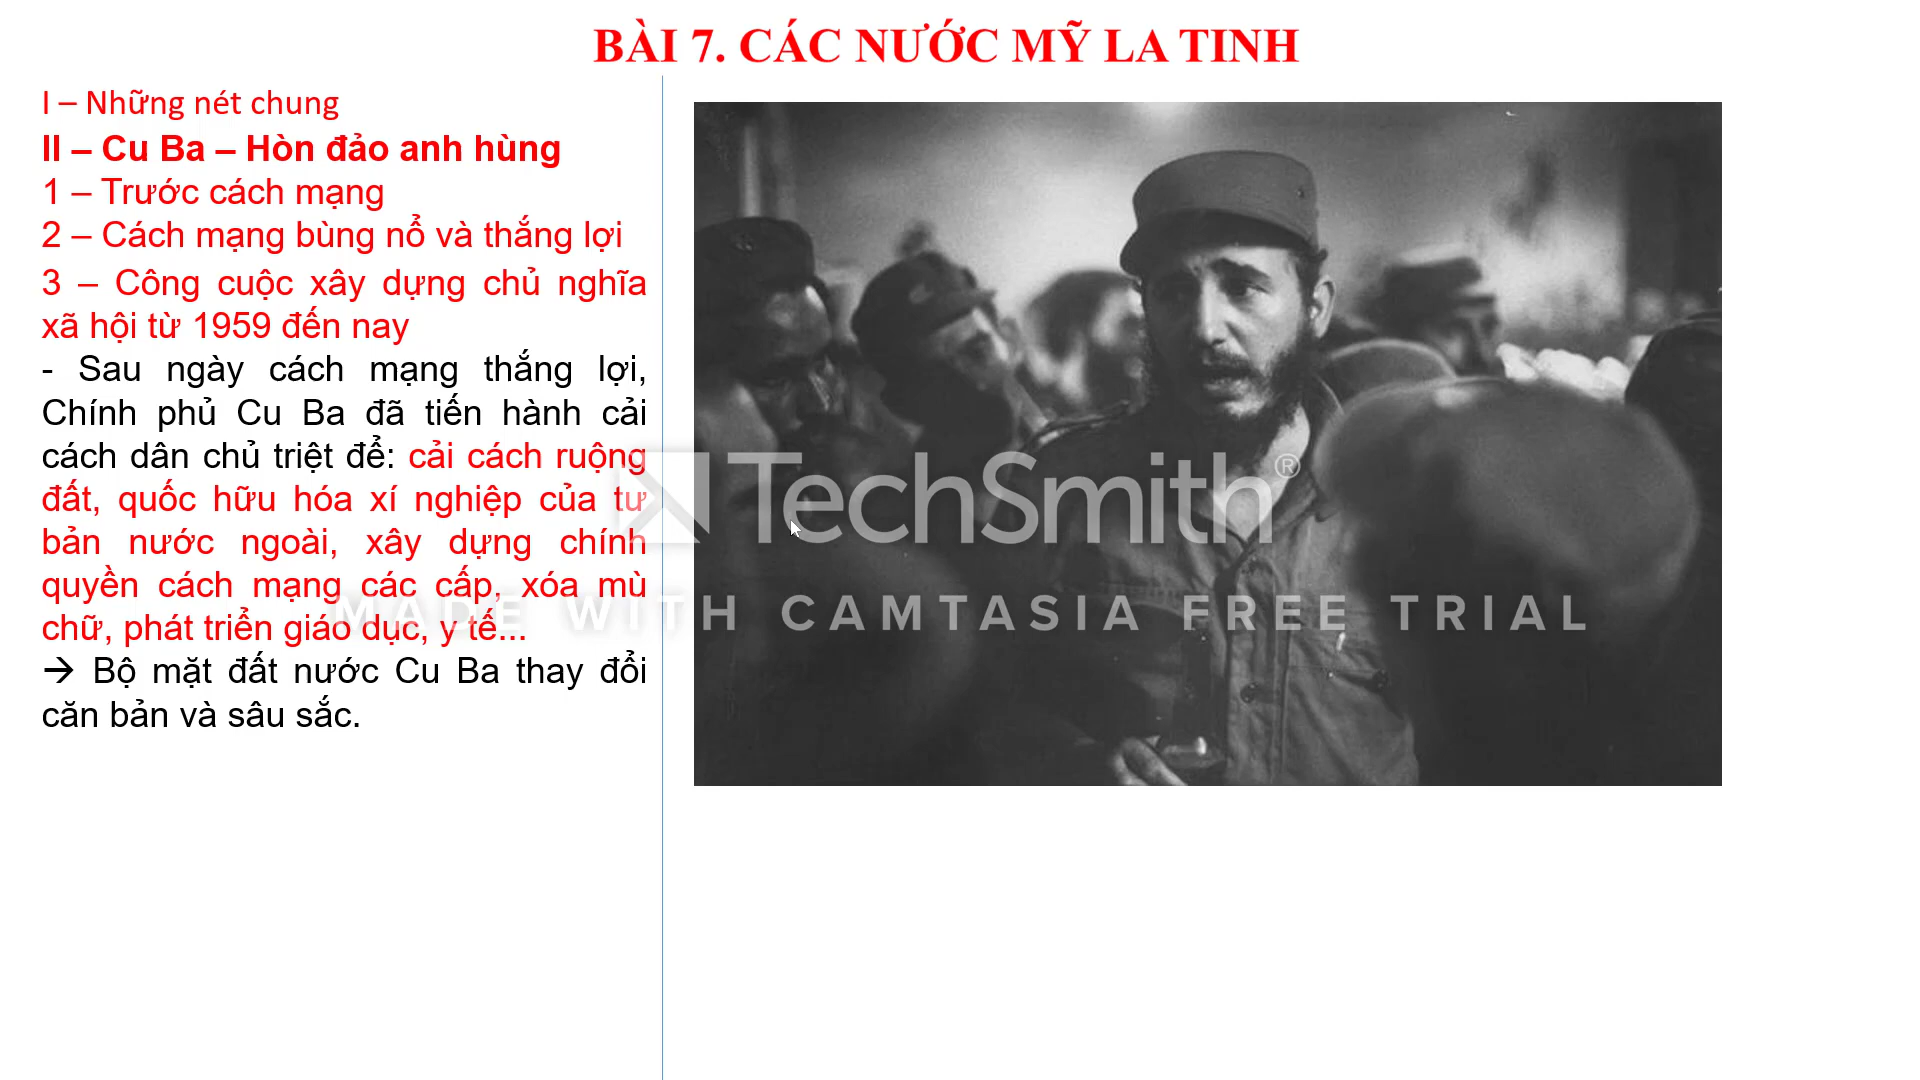 BÀI 7. CÁC NƯỚC MỸ LA TINH
I – Những nét chung
II – Cu Ba – Hòn đảo anh hùng
1 – Trước cách mạng
2 – Cách mạng bùng nổ và thắng lợi
3 – Công cuộc xây dựng chủ nghĩa
xã hội từ 1959 đến nay
- Sau ngày cách mạng thắng lợi,
Chính phủ Cu Ba đã tiến hành cải
cách dân chủ triệt để: cải cách ruộng
đất, quốc hữu hóa xí nghiệp của tư
bản nước ngoài, xây dựng chính
quyền cách mạng các cấp, xóa mù
chữ, phát triển giáo dục, y tế...
→ Bộ mặt đất nước Cu Ba thay đổi
căn bản và sâu sắc.
TechSmith®
MADE WITH CAMTASIA FREE TRIAL